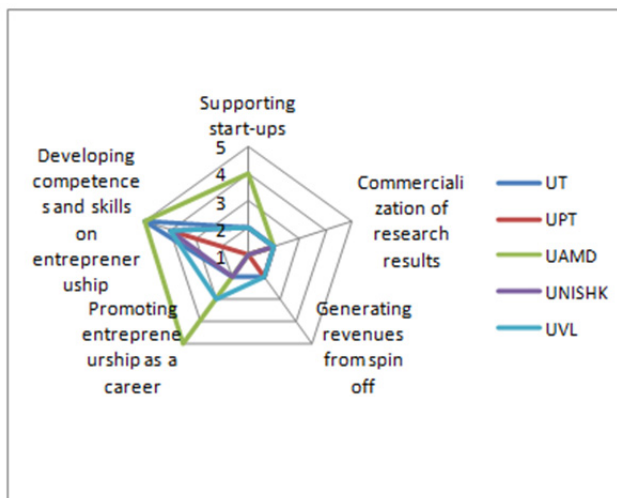 Supporting
start-ups
5
4
3
2
1
Developing
competence
s and skills
on
entreprener
uship
Commerciali
zation of
research
results
Promoting
entreprene
urship as a
career
Generating
revenues
from spin
off
UT
UPT
UAMD
UNISHK
UVL